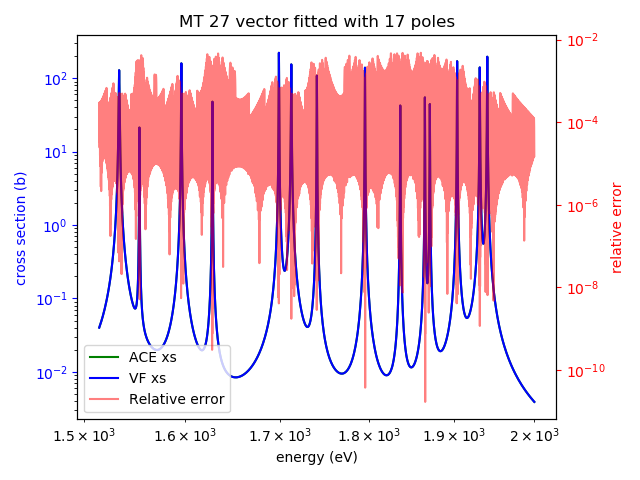 MT 27 vector fitted with 17 poles
cross section (b)
10²
10¹
10⁰
10⁻¹
10⁻²
10⁻²
10⁻⁴
10⁻⁶
10⁻⁸
10⁻¹⁰
relative error
ACE xs
VF xs
Relative error
1.5 × 10³ 1.6 × 10³ 1.7 × 10³ 1.8 × 10³ 1.9 × 10³ 2 × 10³
energy (eV)